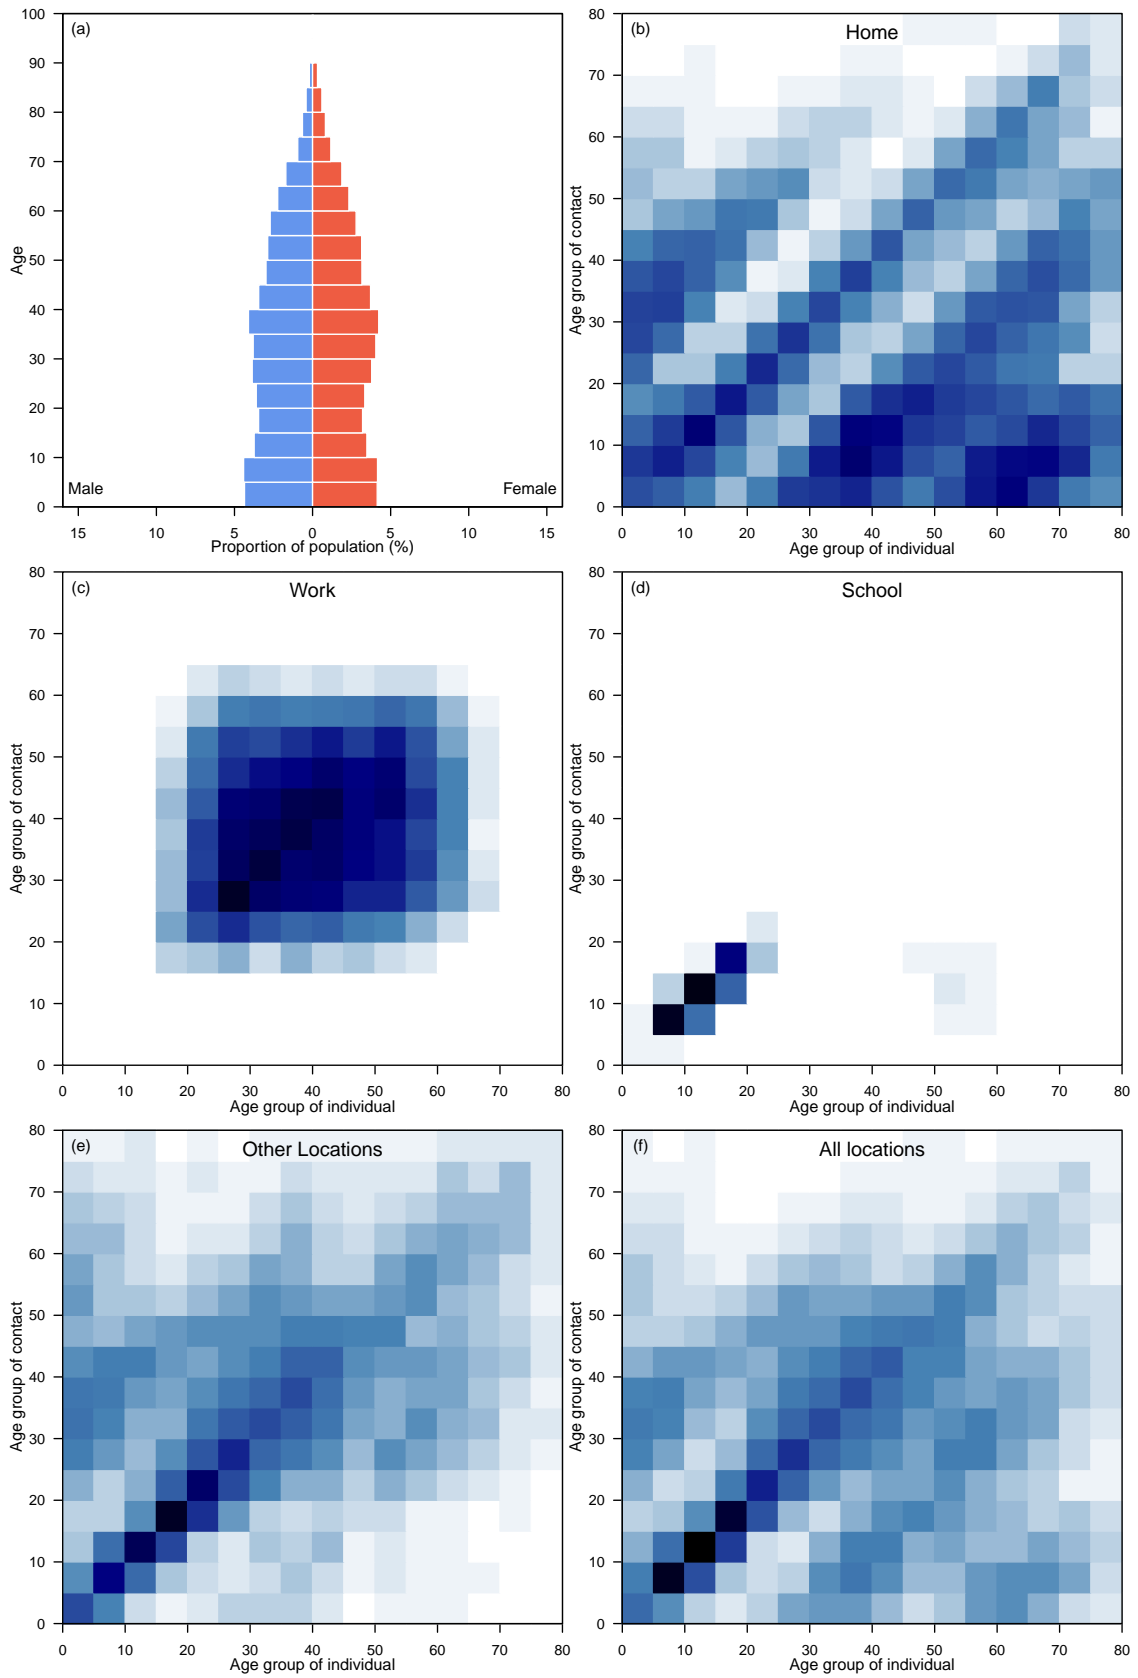 (a)
100
90
80
70
60
50
40
30
20
10
0
Age
Male
Female
15 10 5 0 5 10 15
Proportion of population (%)
(b) Home
80
70
60
50
40
30
20
10
0
Age group of contact
0 10 20 30 40 50 60 70 80
Age group of individual
(c) Work
80
70
60
50
40
30
20
10
0
Age group of contact
0 10 20 30 40 50 60 70 80
Age group of individual
(d) School
80
70
60
50
40
30
20
10
0
Age group of contact
0 10 20 30 40 50 60 70 80
Age group of individual
(e) Other Locations
80
70
60
50
40
30
20
10
0
Age group of contact
0 10 20 30 40 50 60 70 80
Age group of individual
(f) All locations
80
70
60
50
40
30
20
10
0
Age group of contact
0 10 20 30 40 50 60 70 80
Age group of individual